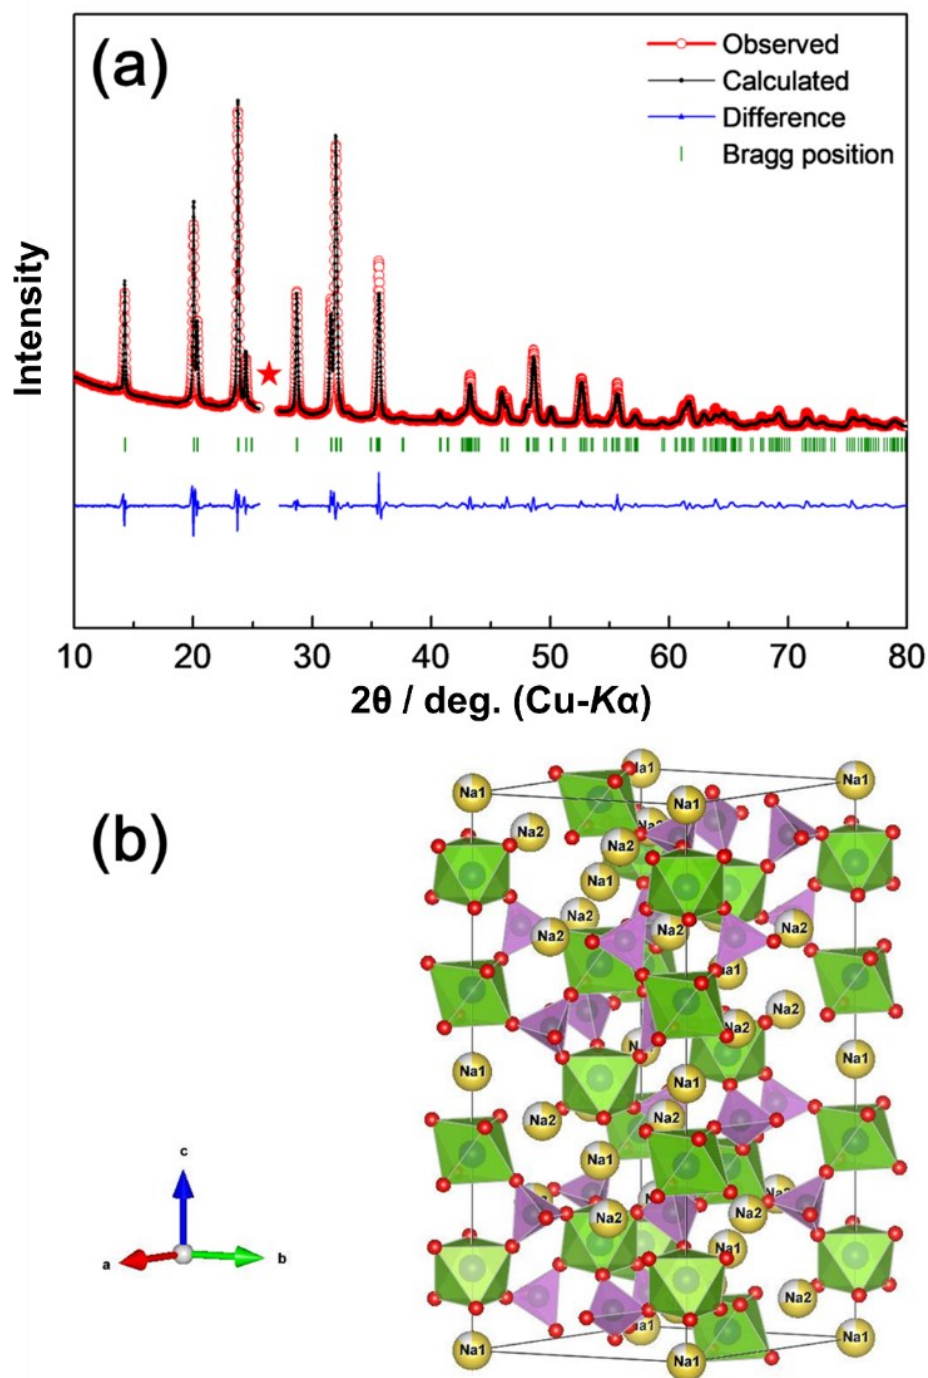 (a)
Observed
Calculated
Difference
Bragg position
Intensity
10 20 30 40 50 60 70 80
2θ / deg. (Cu-Kα)
(b)
Na1
Na1
Na1
Na2
Na2
Na1
Na2
Na2
Na2
Na2
Na1
Na2
Na2
Na1
Na1
Na1
Na2
Na2
Na1
Na2
Na2
Na1
Na2
Na1
Na1
Na1
c
a
b